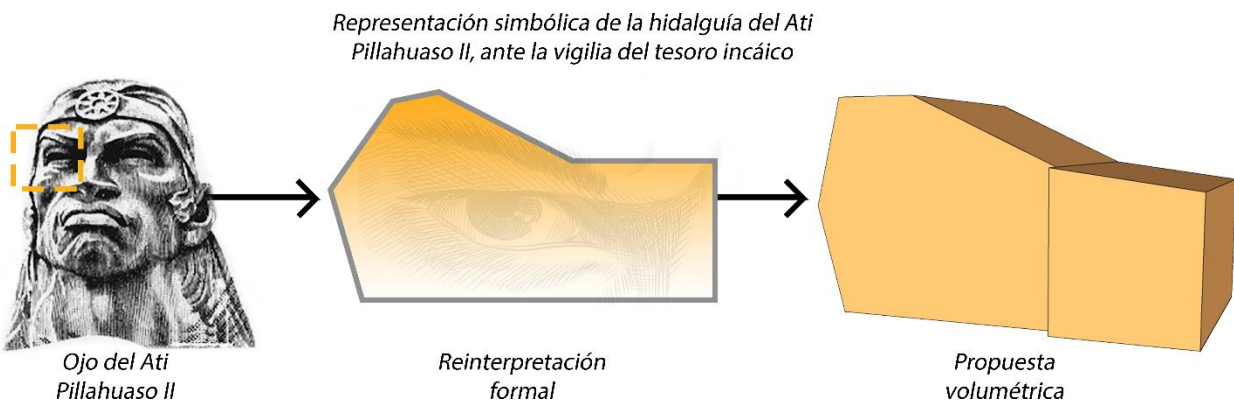 Representación simbólica de la hidalguía del Ati
Pillahuaso II, ante la vigilia del tesoro incáico
Ojo del Ati
Pillahuaso II
Reinterpretación
formal
Propuesta
volumétrica